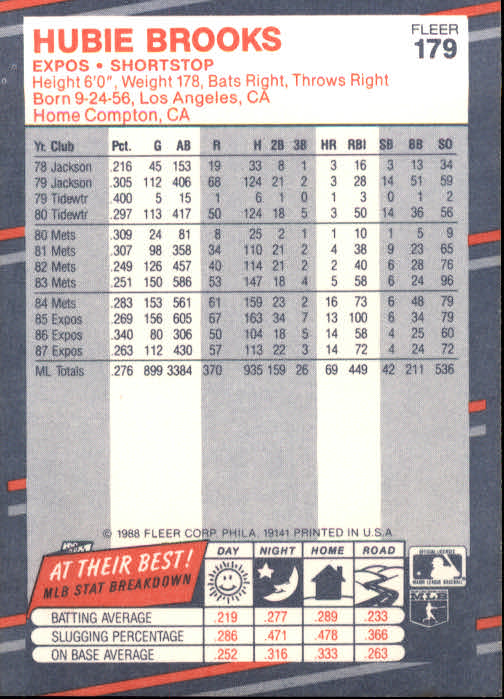 HUBIE BROOKS
FLEER
179
EXPOS • SHORTSTOP
Height 6'0", Weight 178, Bats Right, Throws Right
Born 9-24-56, Los Angeles, CA
Home Compton, CA
Yr. Club Pct. G AB R H 2B 3B HR RBI SB BB SO
78 Jackson .216 45 153 19 33 8 1 3 16 3 13 34
79 Jackson .305 112 406 68 124 21 2 3 28 14 51 59
79 Tidewtr .400 5 15 1 6 1 0 1 3 0 1 2
80 Tidewtr .297 113 417 50 124 18 5 3 50 14 36 56
80 Mets .309 24 81 8 25 2 1 1 10 1 5 9
81 Mets .307 98 358 34 110 21 2 4 38 9 23 65
82 Mets .249 126 457 40 114 21 2 2 40 6 28 76
83 Mets .251 150 586 53 147 18 4 5 58 6 24 96
84 Mets .283 153 561 61 159 23 2 16 73 6 48 79
85 Expos .269 156 605 67 163 34 7 13 100 6 34 79
86 Expos .340 80 306 50 104 18 5 14 58 4 25 60
87 Expos .263 112 430 57 113 22 3 14 72 4 24 72
ML Totals .276 899 3384 370 935 159 26 69 449 42 211 536
© 1988 FLEER CORP. PHILA. 19141 PRINTED IN U.S.A.
AT THEIR BEST!
MLB STAT BREAKDOWN
DAY NIGHT HOME ROAD
OFFICIAL LICENSEE
MAJOR LEAGUE BASEBALL
BATTING AVERAGE .219 .277 .289 .233
SLUGGING PERCENTAGE .286 .471 .478 .366
ON BASE AVERAGE .252 .316 .333 .263